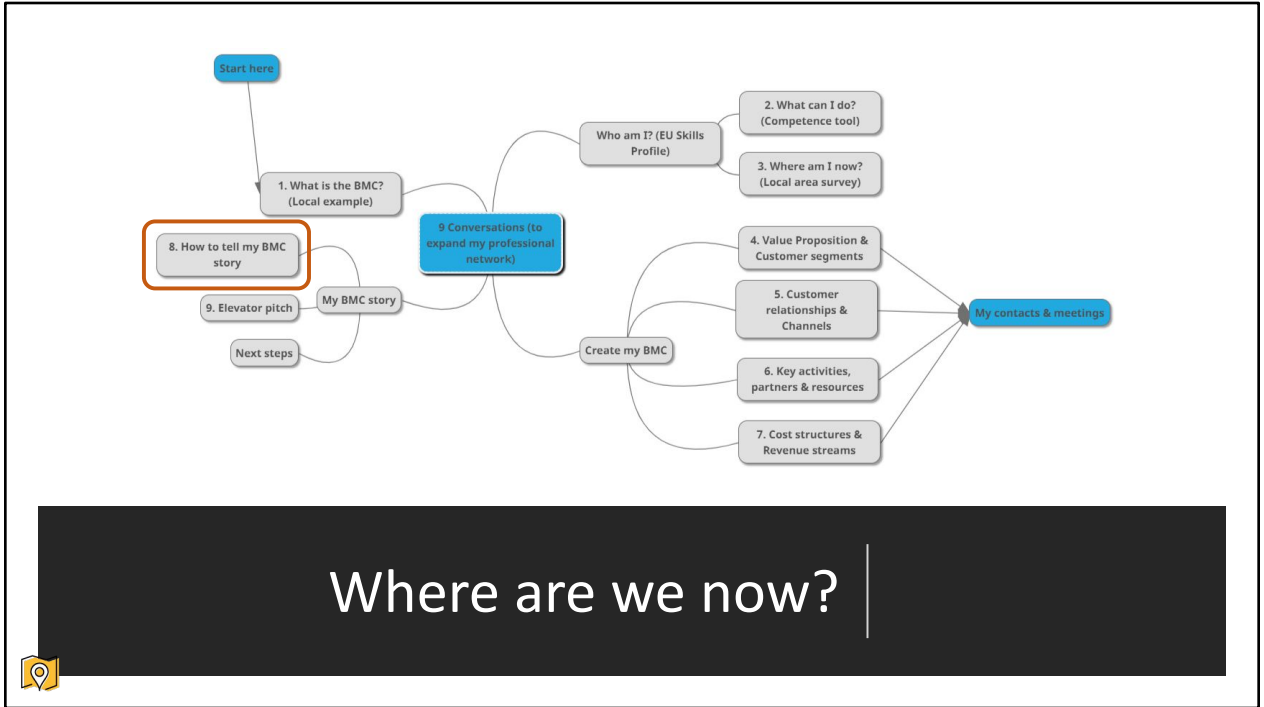 Start here
1. What is the BMC?
(Local example)
8. How to tell my BMC
story
9. Elevator pitch
My BMC story
Next steps
9 Conversations (to
expand my professional
network)
Who am I? (EU Skills
Profile)
2. What can I do?
(Competence tool)
3. Where am I now?
(Local area survey)
Create my BMC
4. Value Proposition &
Customer segments
5. Customer
relationships &
Channels
6. Key activities,
partners & resources
7. Cost structures &
Revenue streams
My contacts & meetings
Where are we now?